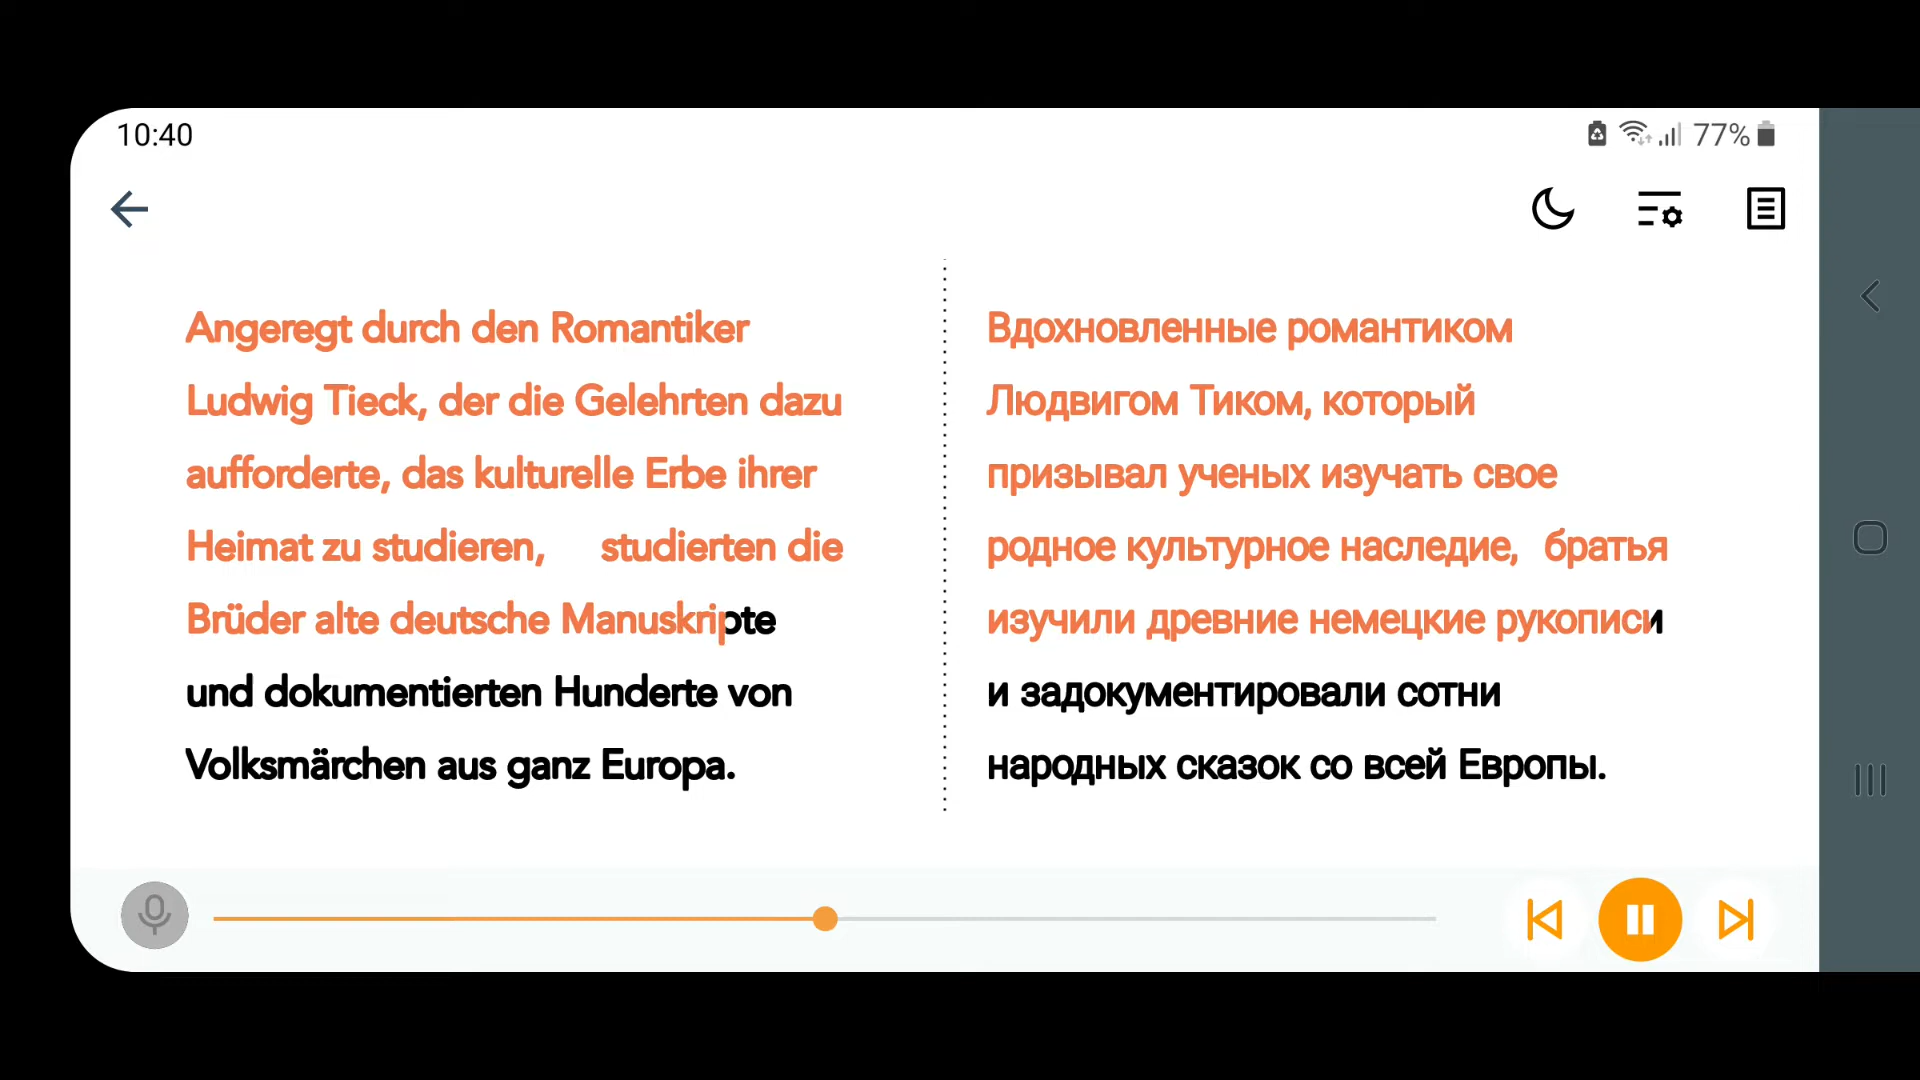 10:40
77%
Angeregt durch den Romantiker
Ludwig Tieck, der die Gelehrten dazu
aufforderte, das kulturelle Erbe ihrer
Heimat zu studieren, studierten die
Brüder alte deutsche Manuskripte
und dokumentierten Hunderte von
Volksmärchen aus ganz Europa.
Вдохновленные романтиком
Людвигом Тиком, который
призывал ученых изучать свое
родное культурное наследие, братья
изучили древние немецкие рукописи
и задокументировали сотни
народных сказок со всей Европы.